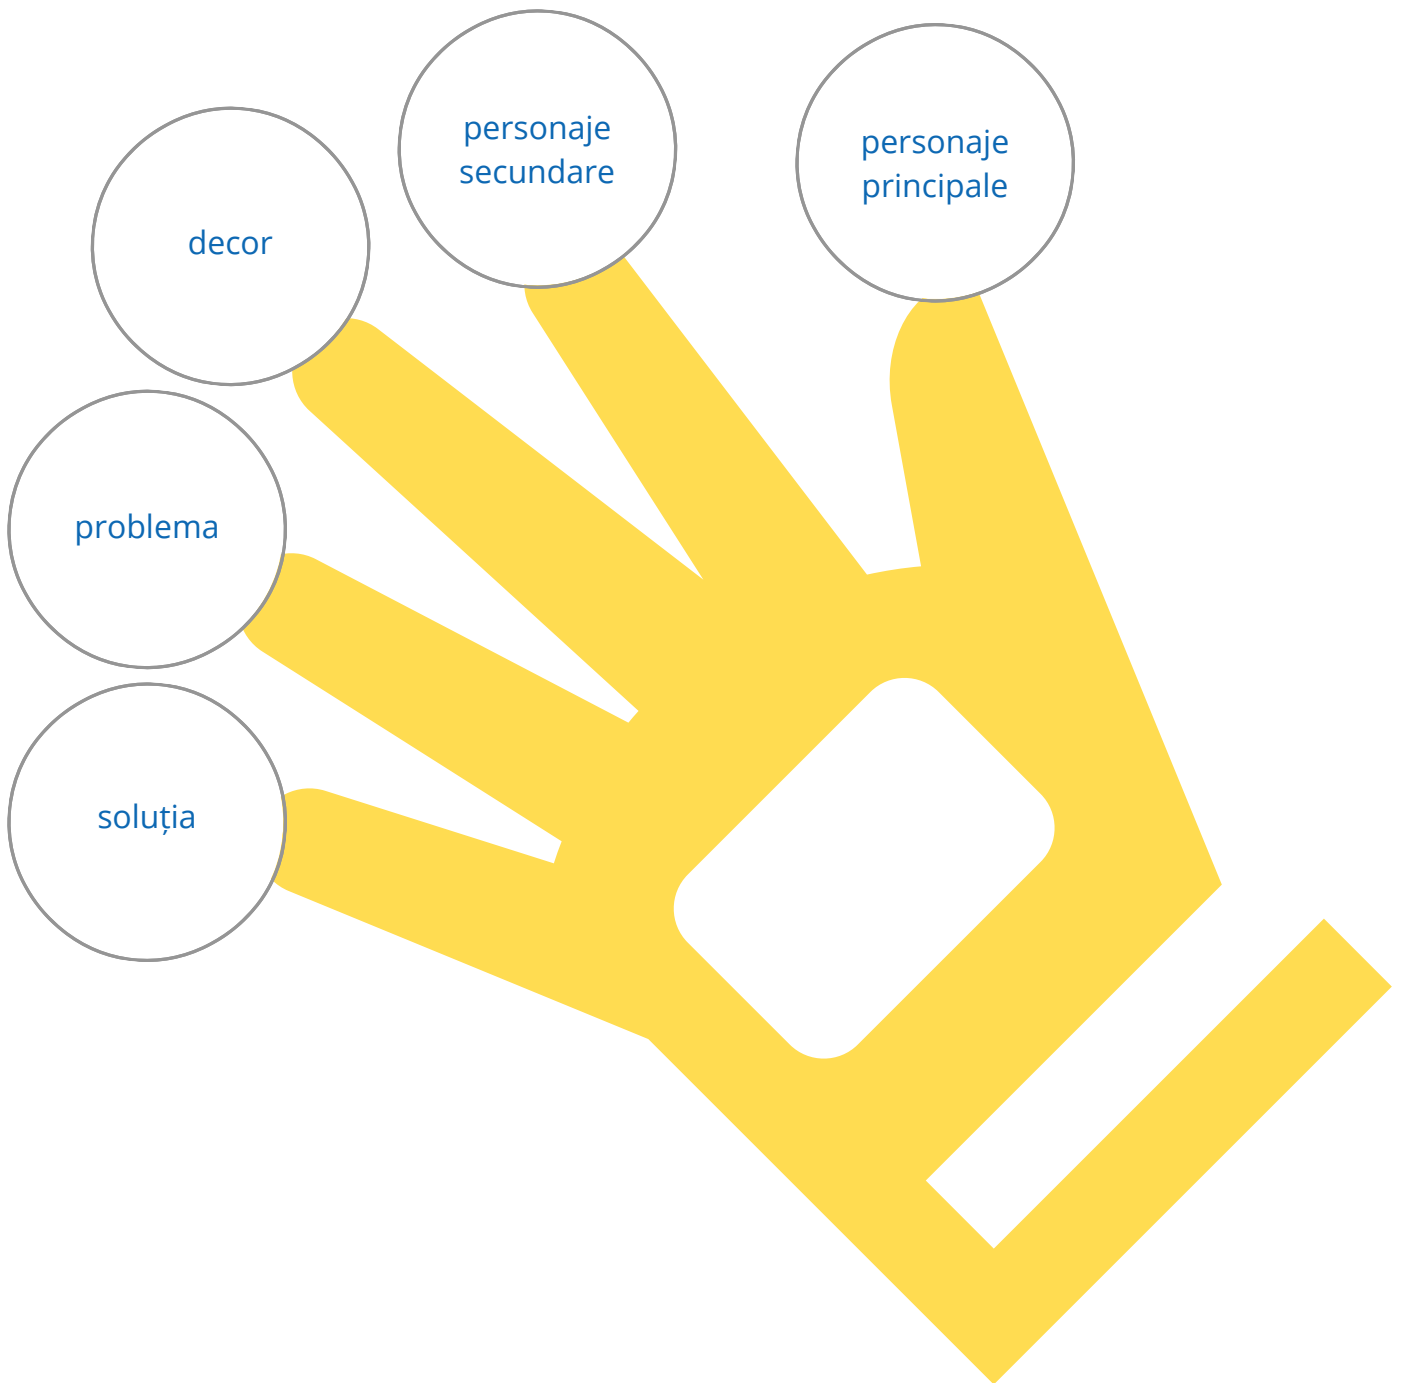 personaje
secundare
personaje
principale
decor
problema
soluția